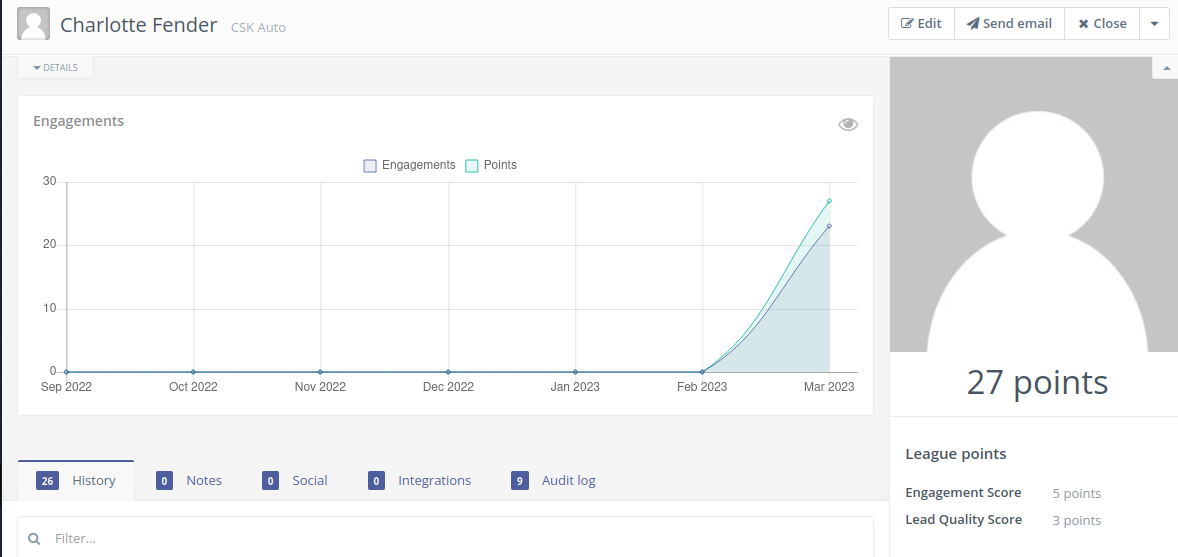 Charlotte Fender CSK Auto
Edit Send email Close
DETAILS
Engagements
Engagements Points
30
20
10
0
Sep 2022 Oct 2022 Nov 2022 Dec 2022 Jan 2023 Feb 2023 Mar 2023
26 History 0 Notes 0 Social 0 Integrations 9 Audit log
Filter...
27 points
League points
Engagement Score 5 points
Lead Quality Score 3 points